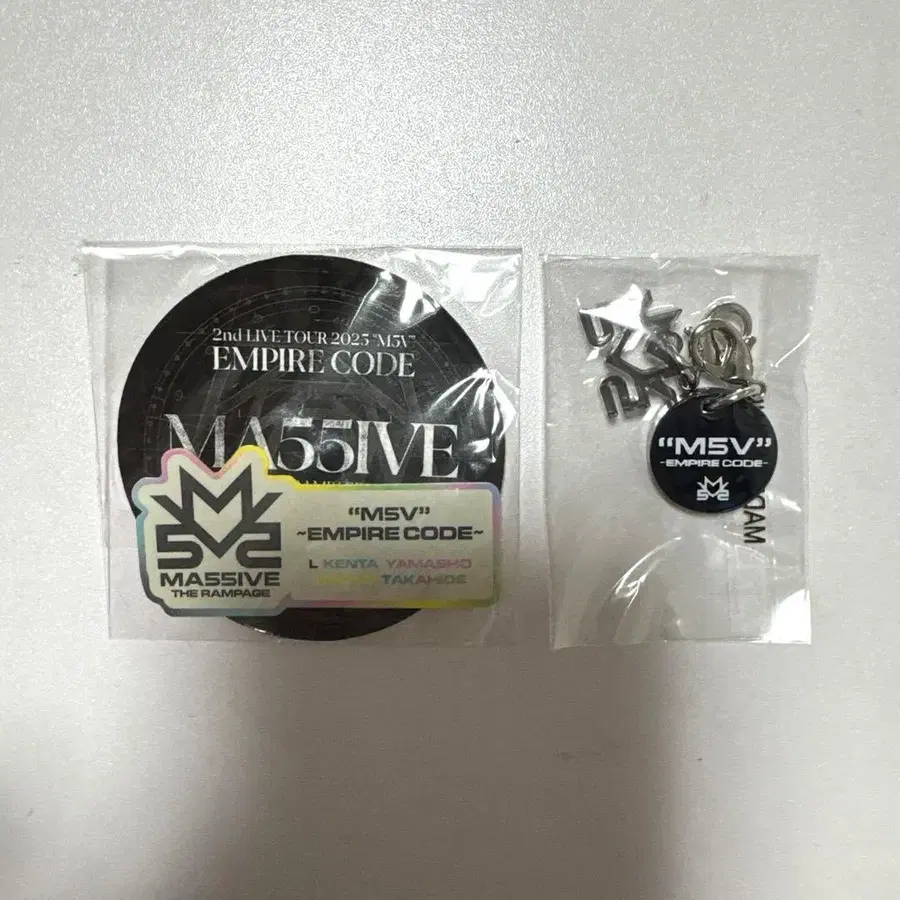 2nd LIVE TOUR 2025 "M5V"
EMPIRE CODE
MA55IVE
"M5V"
~EMPIRE CODE~
L KENTA YAMASHO
TAKAHIDE
MA55IVE
THE RAMPAGE
"M5V"
-EMPIRE CODE-
MAD